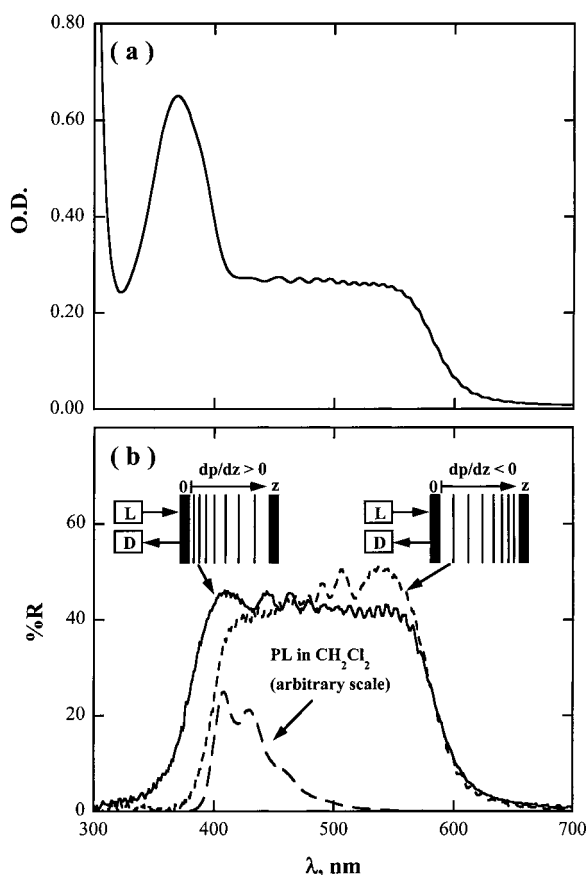 ( a )
0.80
0.60
0.40
0.20
0.00
O.D.
( b )
0 dp/dz > 0 z
L
D
0 dp/dz < 0 z
L
D
60
40
20
0
%R
PL in CH2Cl2
(arbitrary scale)
300 400 500 600 700
λ, nm